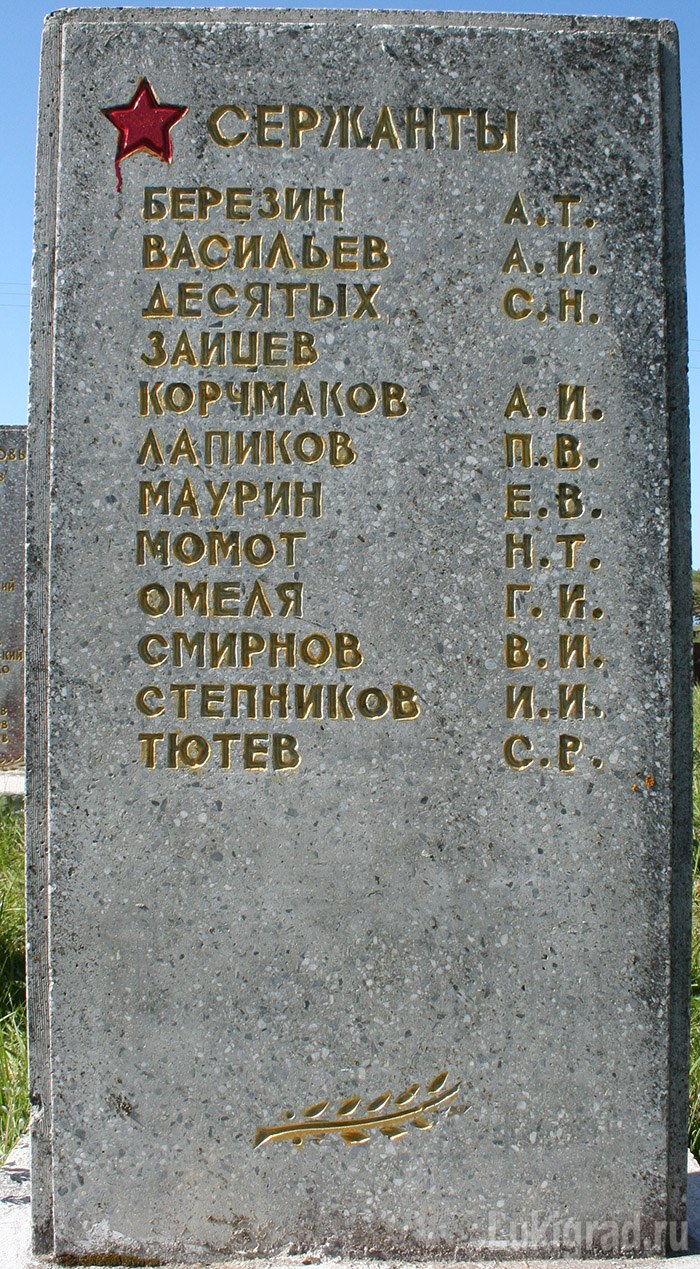 СЕРЖАНТЫ
БЕРЕЗИН А.Т.
ВАСИЛЬЕВ А.И.
ДЕСЯТЫХ С.Н.
ЗАЙЦЕВ
КОРЧМАКОВ А.И.
ЛАПИКОВ П.В.
МАУРИН Е.В.
МОМОТ Н.Т.
ОМЕЛЯ Г.И.
СМИРНОВ В.И.
СТЕПНИКОВ И.И.
ТЮТЕВ С.Р.
Lukigrad.ru